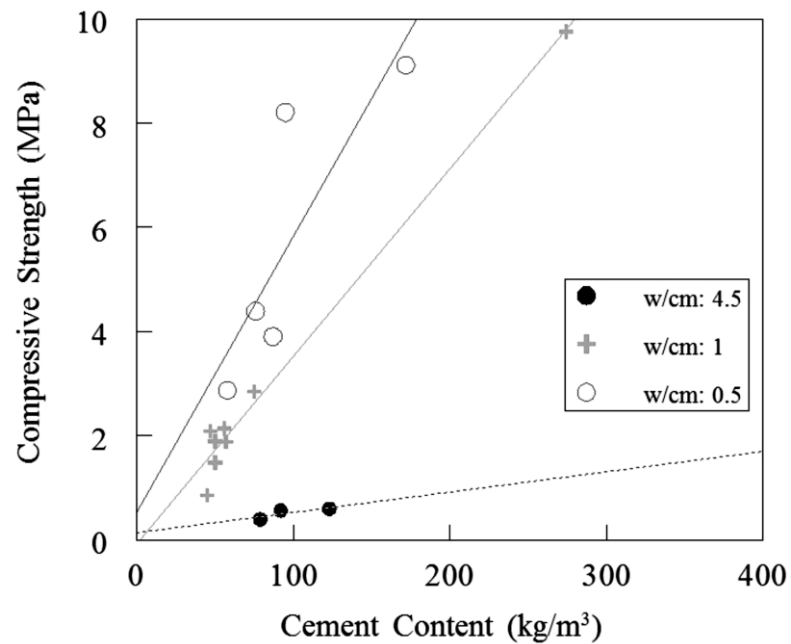 Compressive Strength (MPa)
10
8
6
4
2
0
w/cm: 4.5
w/cm: 1
w/cm: 0.5
0 100 200 300 400
Cement Content (kg/m³)